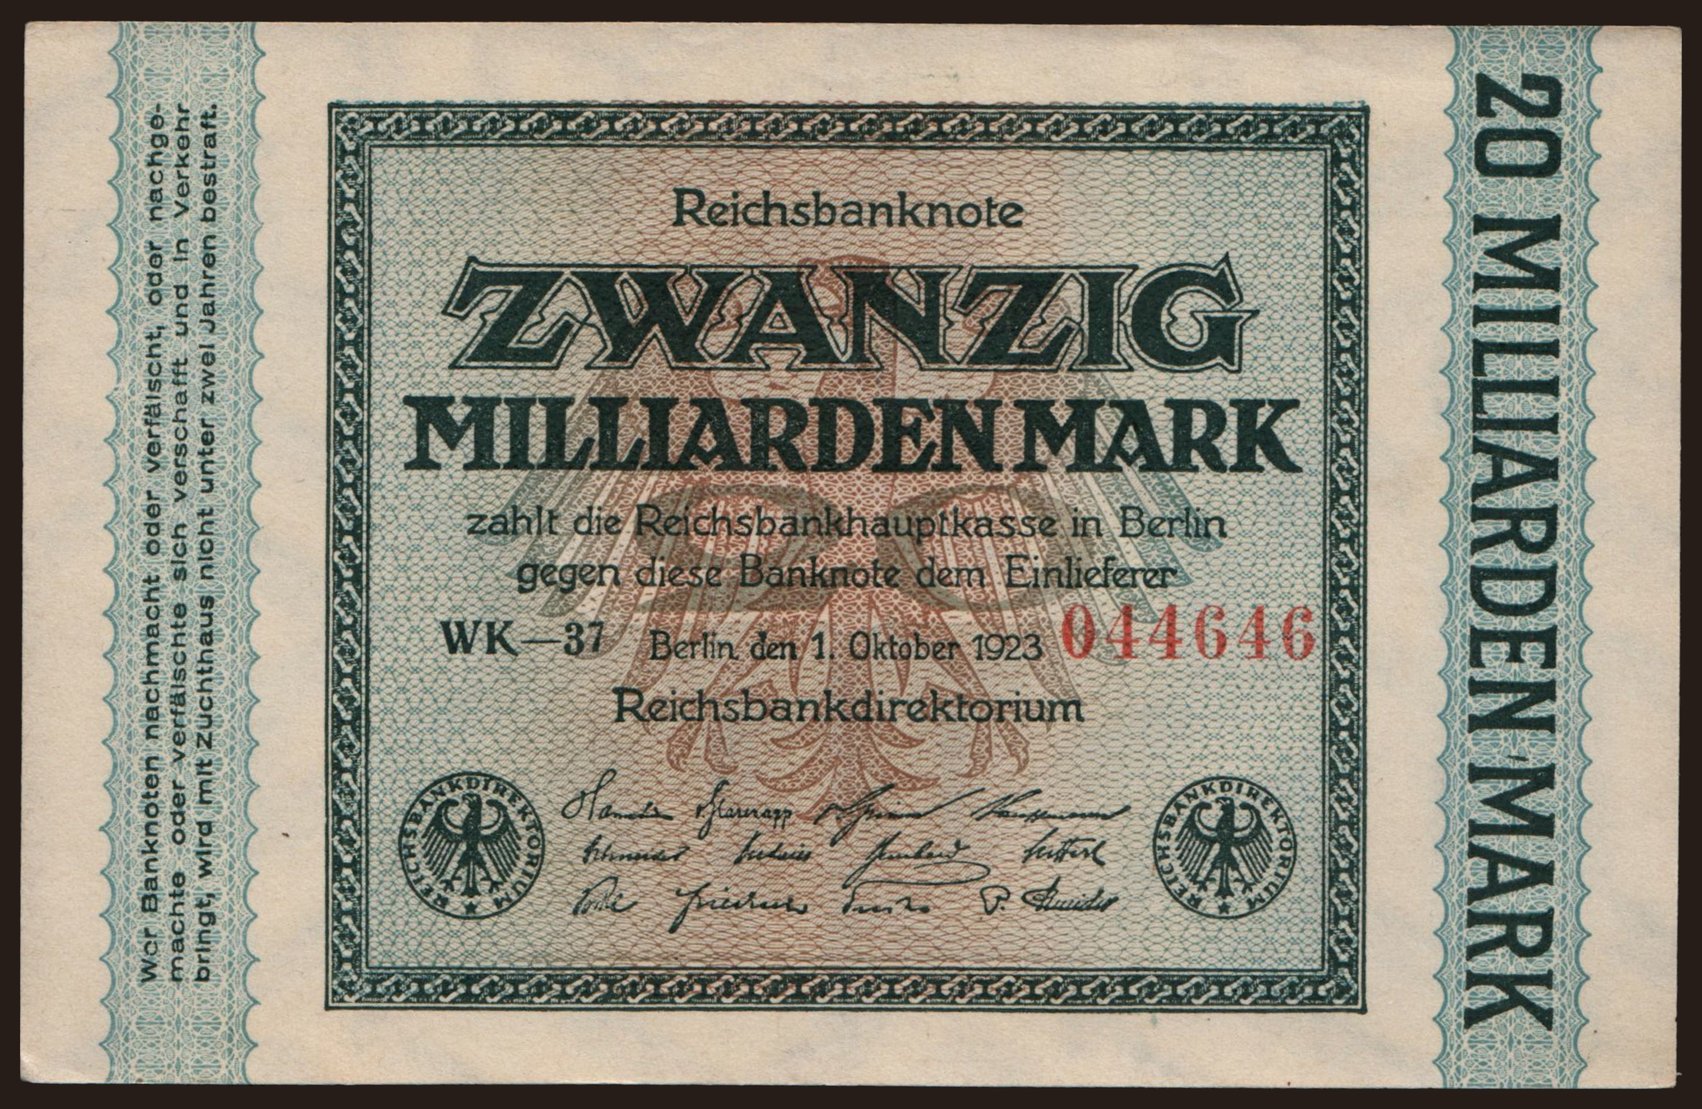 Wer Banknoten nachmacht oder verfälscht, oder nachge-
machte oder verfälschte sich verschafft und in Verkehr
bringt, wird mit Zuchthaus nicht unter zwei Jahren bestraft.
Reichsbanknote
ZWANZIG
MILLIARDEN MARK
zahlt die Reichsbankhauptkasse in Berlin
gegen diese Banknote dem Einlieferer
WK—37 Berlin, den 1. Oktober 1923 044646
Reichsbankdirektorium
REICHSBANKDIREKTORIUM
REICHSBANKDIREKTORIUM
P. Schneider
20 MILLIARDEN MARK